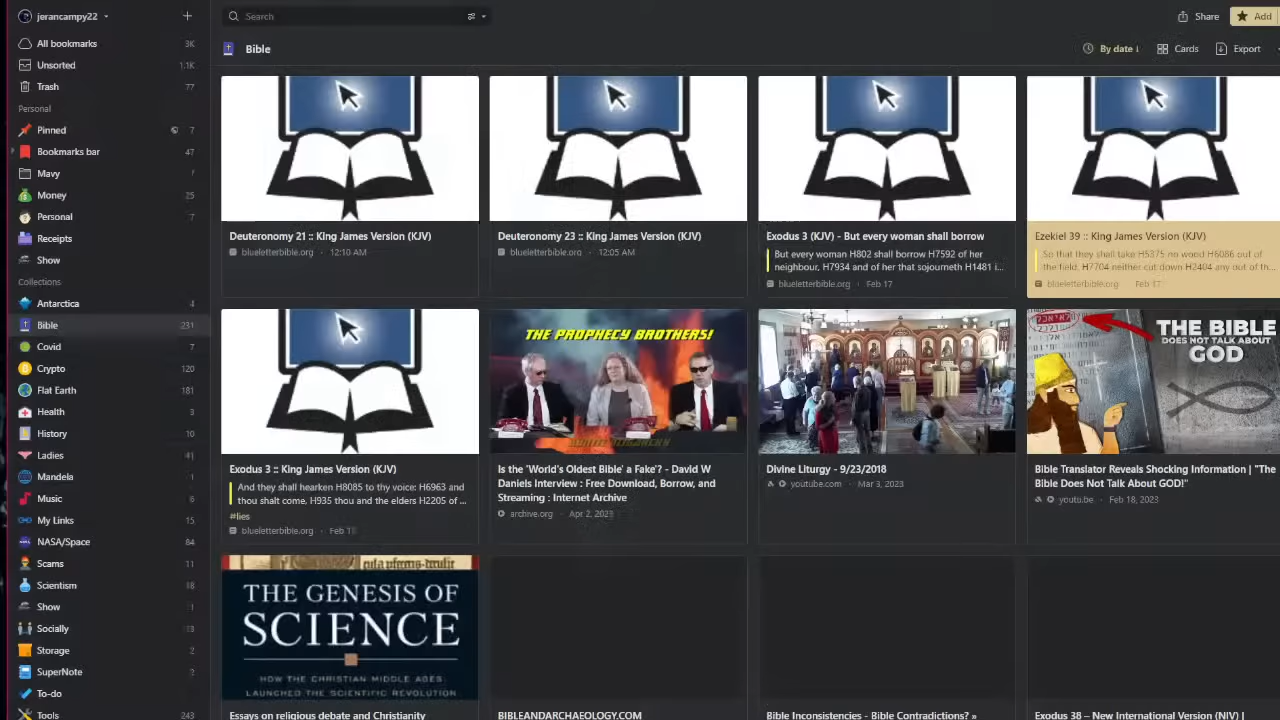 jerancampy22
All bookmarks 3K
Unsorted 1.1K
Trash 77
Personal
Pinned 7
Bookmarks bar 47
Mavy
Money 25
Personal 7
Receipts
Show
Collections
Antarctica 4
Bible 231
Covid 7
Crypto 120
Flat Earth 181
Health 3
History 10
Ladies 41
Mandela 1
Music 5
My Links 15
NASA/Space 84
Scams 11
Scientism 18
Show 1
Socially
Storage 2
SuperNote
To-do
Tools 243
Search
Share
Add
Bible
By date ↓
Cards
Export
Deuteronomy 21 :: King James Version (KJV)
blueletterbible.org · 12:10 AM
Deuteronomy 23 :: King James Version (KJV)
blueletterbible.org · 12:05 AM
Exodus 3 (KJV) - But every woman shall borrow
But every woman H802 shall borrow H7592 of her
neighbour, H7934 and of her that sojourneth H1481 i...
blueletterbible.org · Feb 17
Ezekiel 39 :: King James Version (KJV)
So that they shall take H5375 no wood H6086 out of
the field, H7704 neither cut down H2404 any out of th...
blueletterbible.org · Feb 17
Exodus 3 :: King James Version (KJV)
And they shall hearken H8085 to thy voice: H6963 and
thou shalt come, H935 thou and the elders H2205 of ...
#lies
blueletterbible.org · Feb
THE PROPHECY BROTHERS!
Is the 'World's Oldest Bible' a Fake'? - David W
Daniels Interview : Free Download, Borrow, and
Streaming : Internet Archive
archive.org · Apr 2, 2023
Divine Liturgy - 9/23/2018
youtube.com · Mar 3, 2023
THE BIBLE
DOES NOT TALK ABOUT
GOD
Bible Translator Reveals Shocking Information | "The
Bible Does Not Talk About GOD!"
youtu.be · Feb 18, 2023
THE GENESIS OF
SCIENCE
HOW THE CHRISTIAN MIDDLE AGES
LAUNCHED THE SCIENTIFIC REVOLUTION
Essays on religious debate and Christianity
BIBLEANDARCHAEOLOGY.COM
Bible Inconsistencies - Bible Contradictions? »
Exodus 38 – New International Version (NIV) |